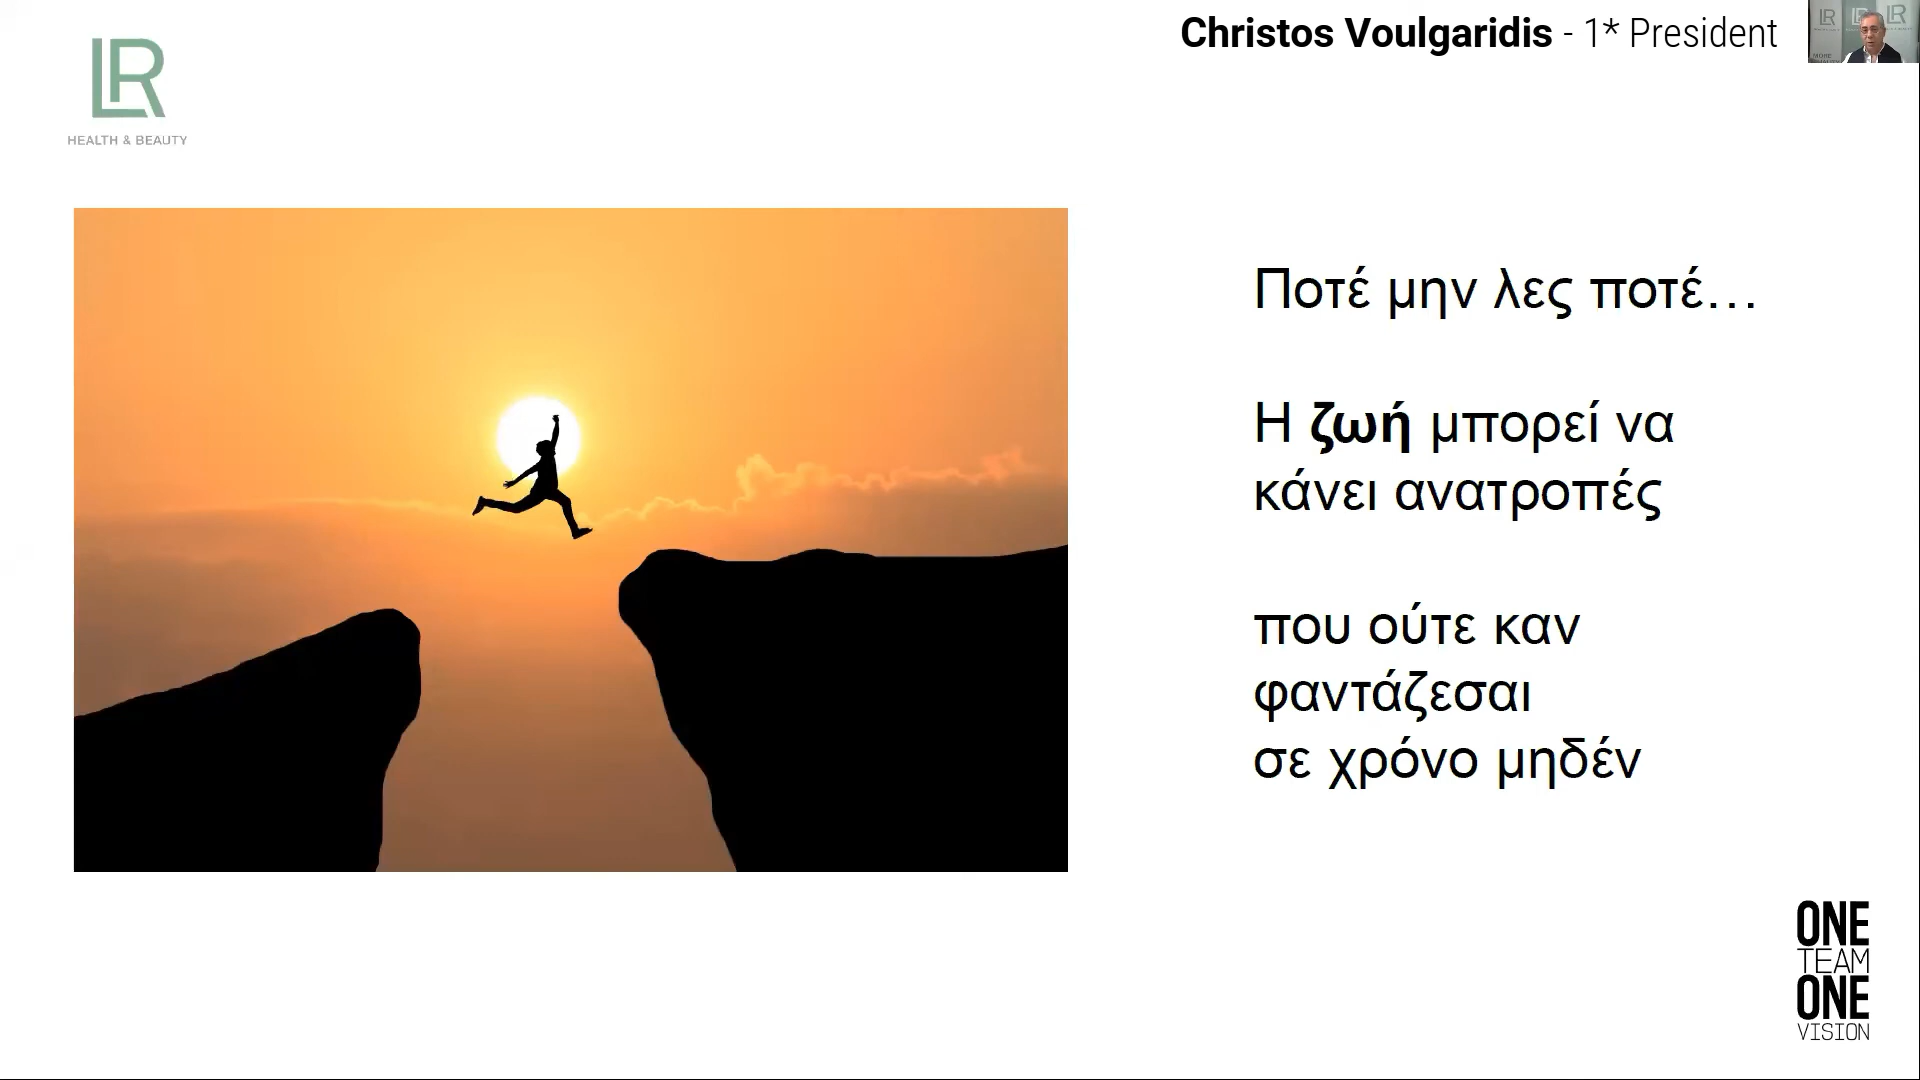 LR
HEALTH & BEAUTY
Christos Voulgaridis - 1* President
Ποτέ μην λες ποτέ…
Η ζωή μπορεί να
κάνει ανατροπές
που ούτε καν
φαντάζεσαι
σε χρόνο μηδέν
ONE
TEAM
ONE
VISION